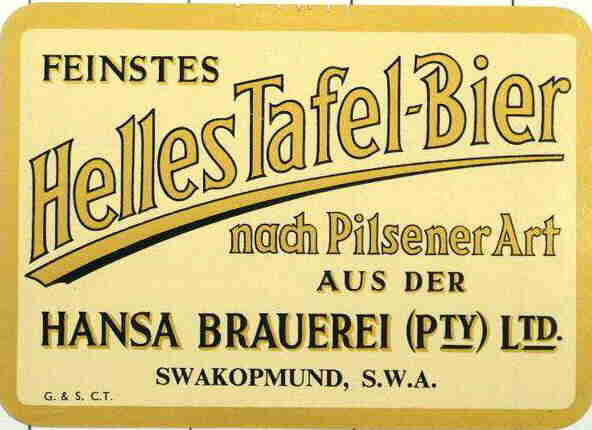 FEINSTES
Helles Tafel-Bier
nach Pilsener Art
AUS DER
HANSA BRAUEREI (PTY) LTD.
SWAKOPMUND, S.W.A.
G. & S. C.T.